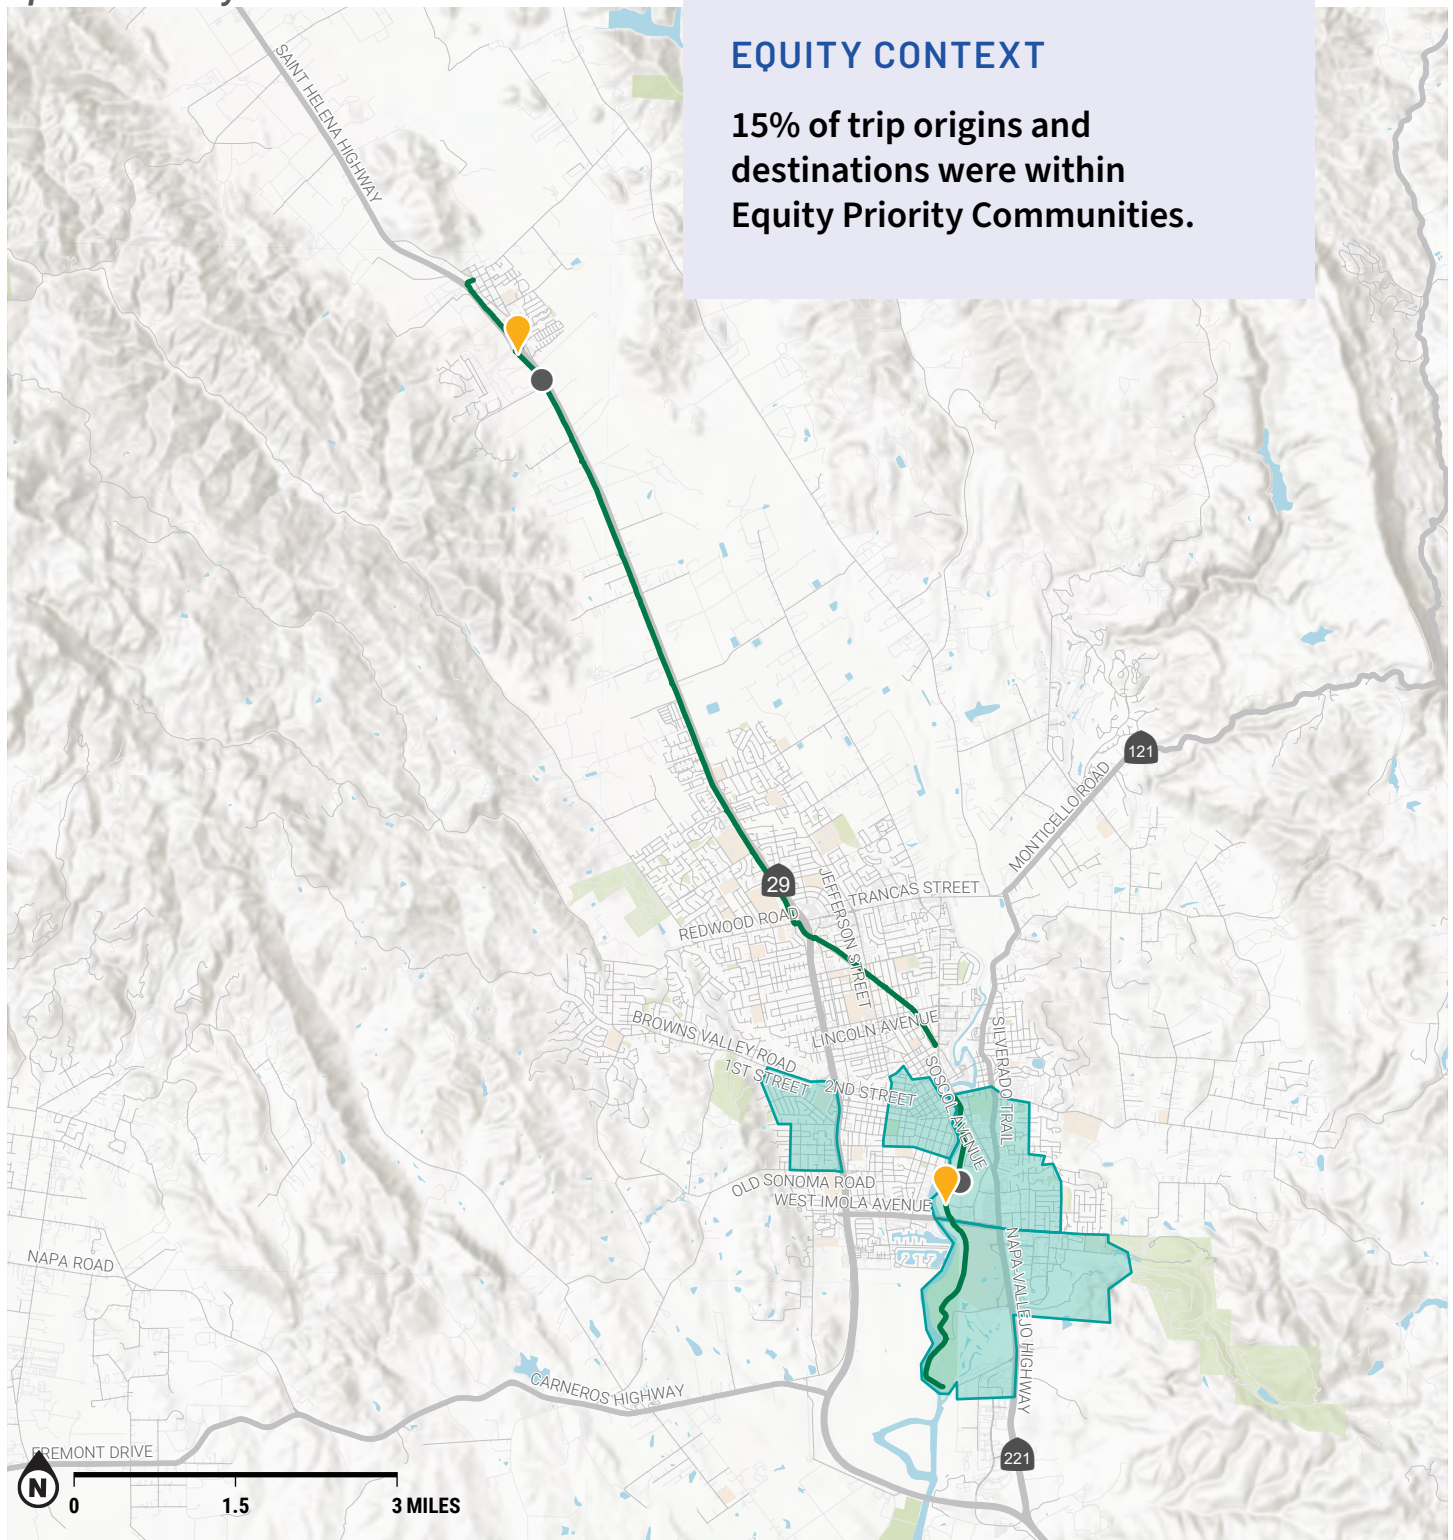 EQUITY CONTEXT
15% of trip origins and
destinations were within
Equity Priority Communities.
SAINT HELENA HIGHWAY
121
MONTICELLO ROAD
29
JEFFERSON STREET
TRANCAS STREET
REDWOOD ROAD
LINCOLN AVENUE
BROWNS VALLEY ROAD
1ST STREET
2ND STREET
SOSCOL AVENUE
SILVERADO TRAIL
OLD SONOMA ROAD
WEST IMOLA AVENUE
NAPA-VALLEJO HIGHWAY
NAPA ROAD
CARNEROS HIGHWAY
FREMONT DRIVE
221
N
0 1.5 3 MILES